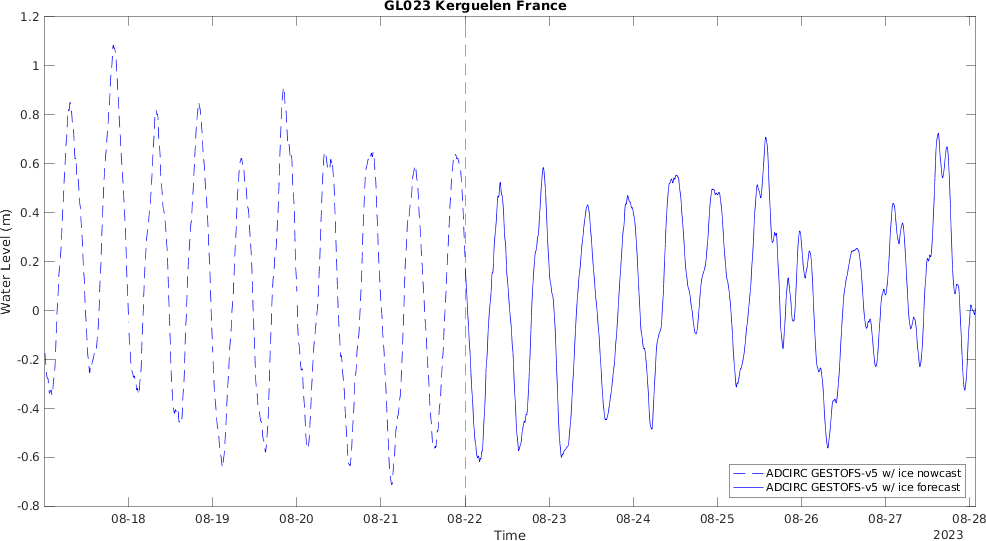 GL023 Kerguelen France
1.2
1
0.8
0.6
0.4
0.2
0
-0.2
-0.4
-0.6
-0.8
Water Level (m)
08-18 08-19 08-20 08-21 08-22 08-23 08-24 08-25 08-26 08-27 08-28
Time
2023
ADCIRC GESTOFS-v5 w/ ice nowcast
ADCIRC GESTOFS-v5 w/ ice forecast